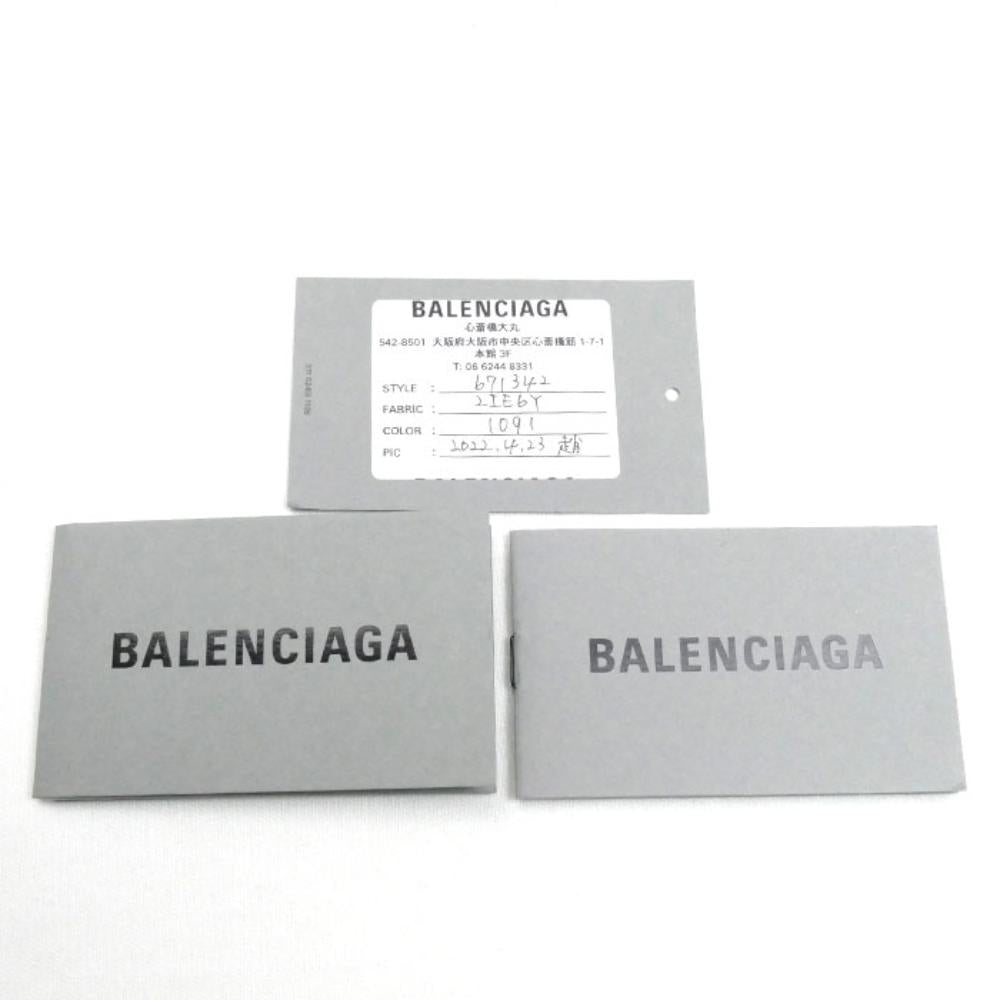 BALENCIAGA
心斎橋大丸
542-8501 大阪府大阪市中央区心斎橋筋 1-7-1
本館 3F
T: 06 6244 8331
STYLE : 671342
FABRIC : 2IE6Y
COLOR : 1091
PIC : 2022.4.23
BALENCIAGA
BALENCIAGA
BALENCIAGA